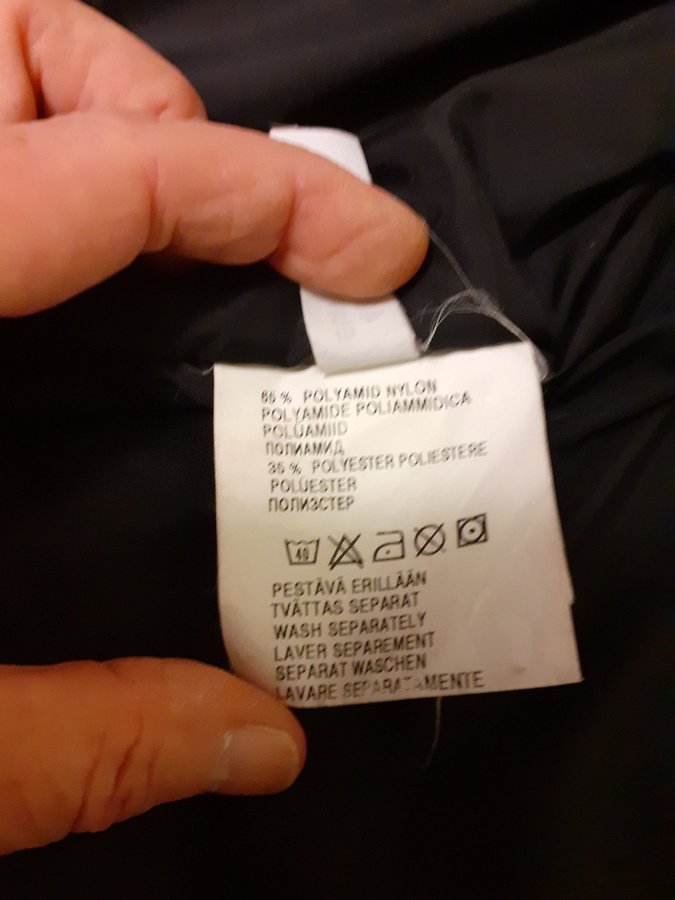 65 % POLYAMID NYLON
POLYAMIDE POLIAMMIDICA
POLÜAMIID
ПОЛИАМИД
35 % POLYESTER POLIESTERE
POLÜESTER
ПОЛИЭСТЕР
40
PESTÄVÄ ERILLÄÄN
TVÄTTAS SEPARAT
WASH SEPARATELY
LAVER SEPAREMENT
SEPARAT WASCHEN
LAVARE SEPARATAMENTE